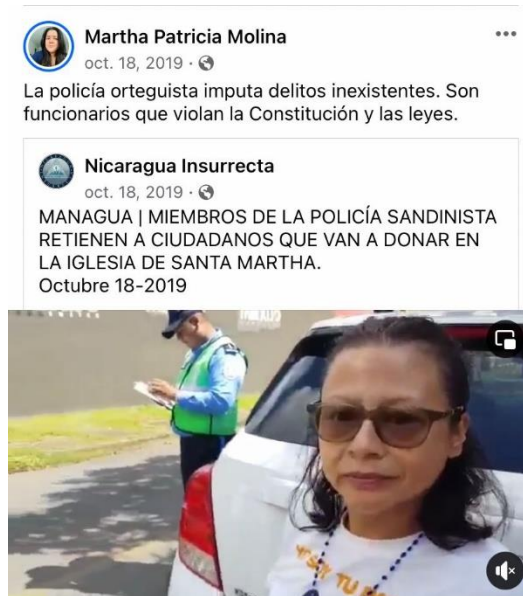 Martha Patricia Molina
oct. 18, 2019 ·
La policía orteguista imputa delitos inexistentes. Son
funcionarios que violan la Constitución y las leyes.
Nicaragua Insurrecta
oct. 18, 2019 ·
MANAGUA | MIEMBROS DE LA POLICÍA SANDINISTA
RETIENEN A CIUDADANOS QUE VAN A DONAR EN
LA IGLESIA DE SANTA MARTHA.
Octubre 18-2019
SOY TU